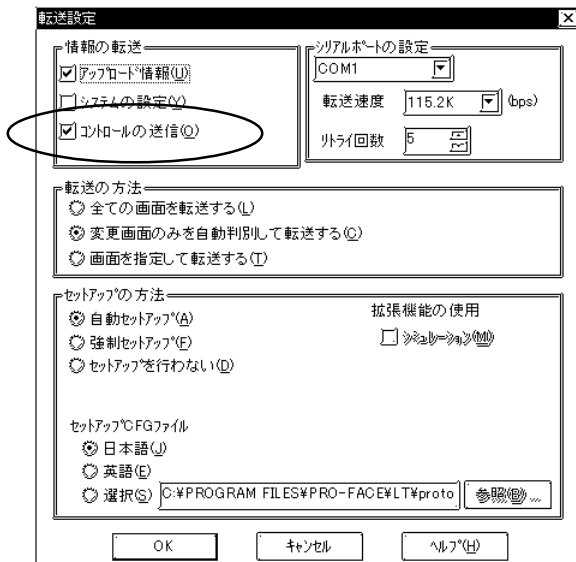 転送設定
情報の転送
ｱｯﾌﾟﾛｰﾄﾞ情報(U)
ｼｽﾃﾑの設定(Y)
ｺﾝﾄﾛｰﾙの送信(O)
ｼﾘｱﾙﾎﾟｰﾄの設定
COM1
転送速度 115.2K (bps)
ﾘﾄﾗｲ回数 5
転送の方法
全ての画面を転送する(L)
変更画面のみを自動判別して転送する(C)
画面を指定して転送する(T)
ｾｯﾄｱｯﾌﾟの方法
自動ｾｯﾄｱｯﾌﾟ(A)
強制ｾｯﾄｱｯﾌﾟ(F)
ｾｯﾄｱｯﾌﾟを行わない(D)
拡張機能の使用
ｼﾐｭﾚｰｼｮﾝ(M)
ｾｯﾄｱｯﾌﾟCFGﾌｧｲﾙ
日本語(J)
英語(E)
選択(S) C:¥PROGRAM FILES¥PRO-FACE¥LT¥proto 参照(B)...
OK ｷｬﾝｾﾙ ﾍﾙﾌﾟ(H)